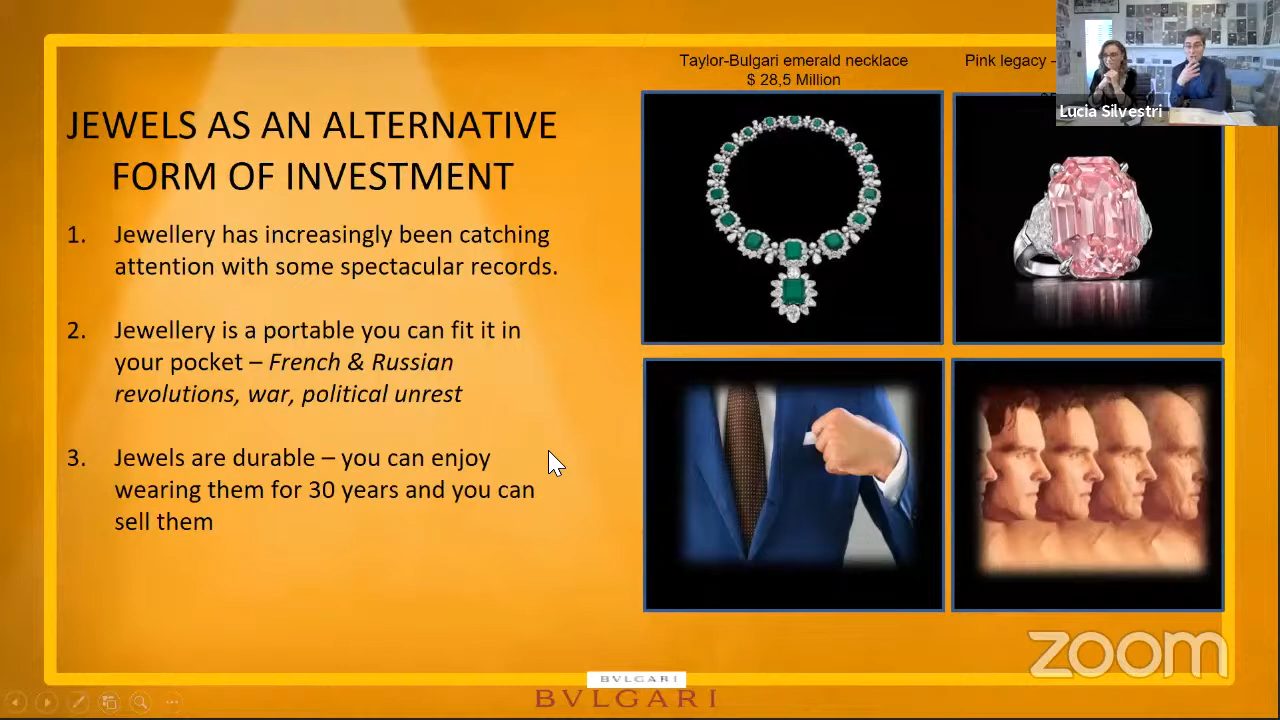 Taylor-Bulgari emerald necklace
$ 28,5 Million
Pink legacy –
Lucia Silvestri
JEWELS AS AN ALTERNATIVE
FORM OF INVESTMENT
1. Jewellery has increasingly been catching
attention with some spectacular records.
2. Jewellery is a portable you can fit it in
your pocket – French & Russian
revolutions, war, political unrest
3. Jewels are durable – you can enjoy
wearing them for 30 years and you can
sell them
zoom
BVLGARI
BVLGARI